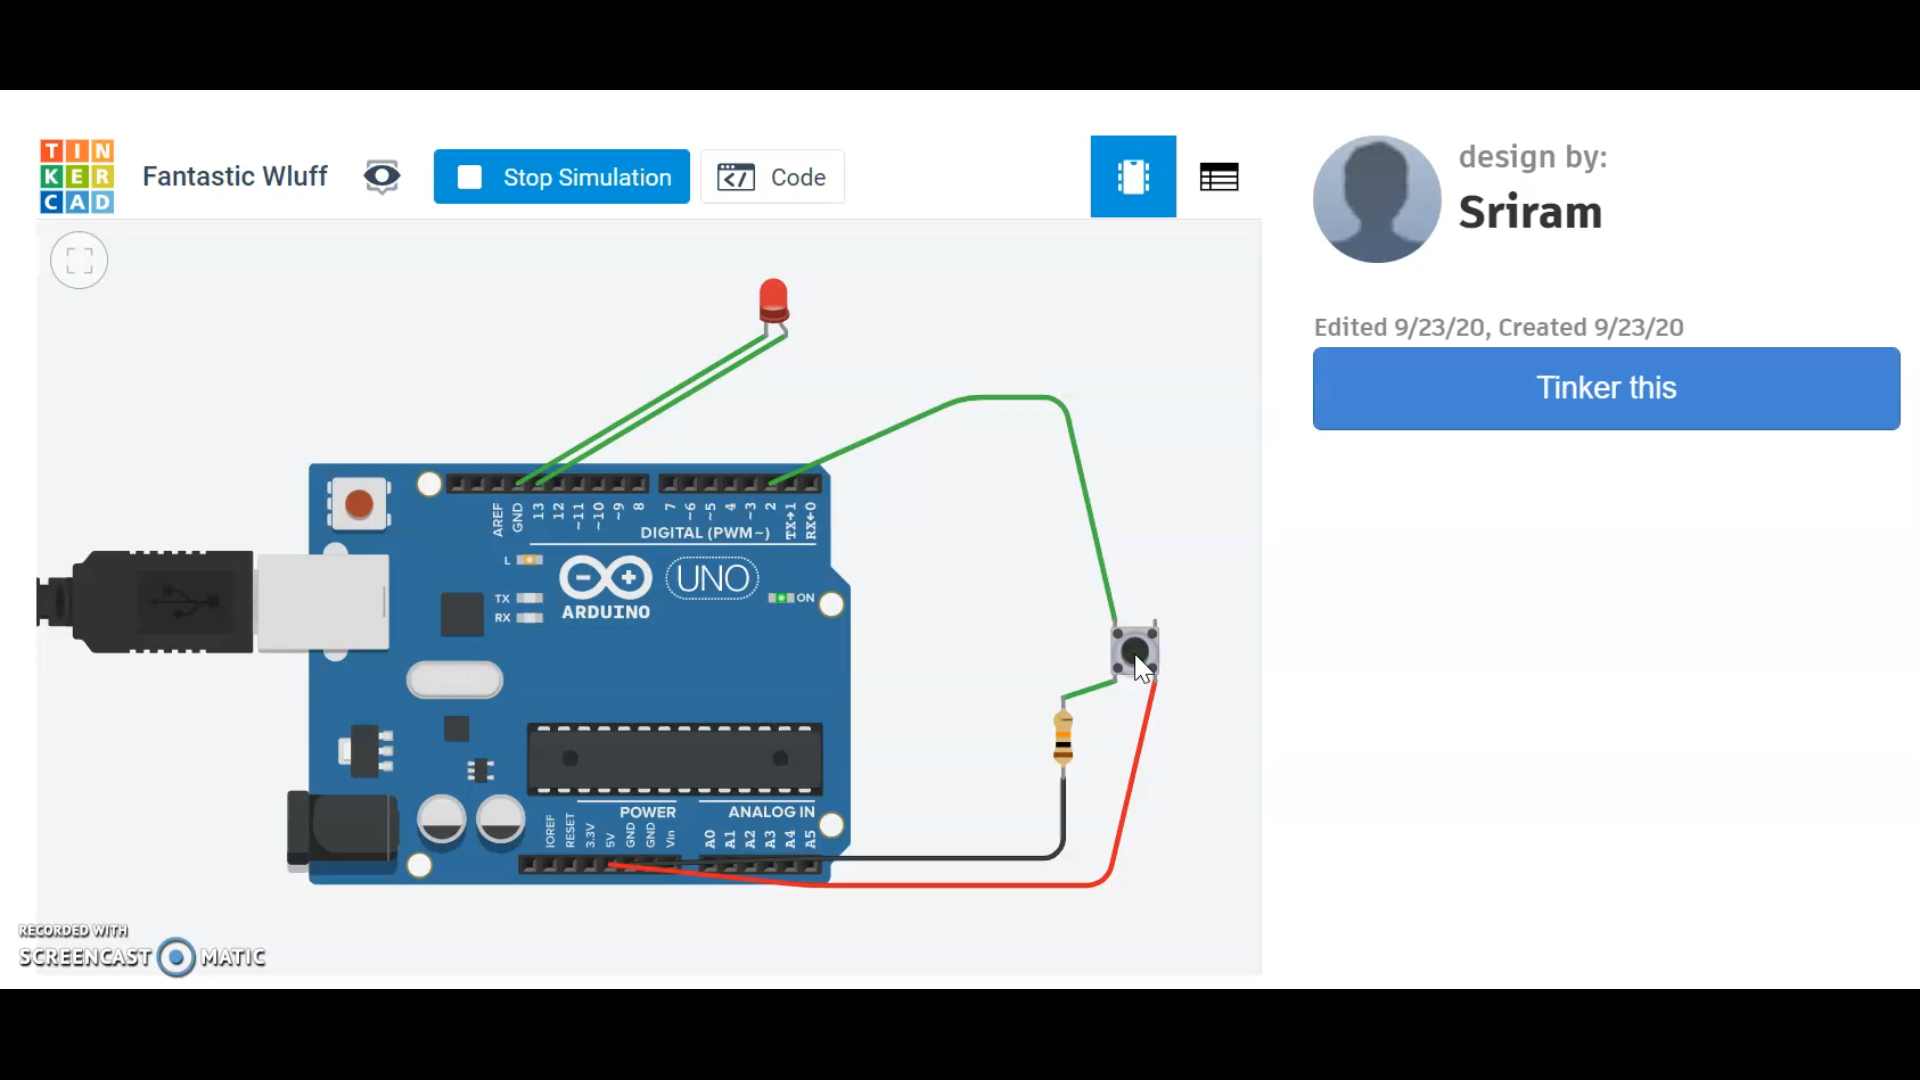 TIN
KER
CAD
Fantastic Wluff
Stop Simulation
Code
design by:
Sriram
Edited 9/23/20, Created 9/23/20
Tinker this
AREF
GND
13
12
~11
~10
~9
8
7
~6
~5
4
~3
2
TX→1
RX←0
DIGITAL (PWM~)
L
TX
RX
ARDUINO
UNO
ON
POWER
ANALOG IN
IOREF
RESET
3.3V
5V
GND
GND
Vin
A0
A1
A2
A3
A4
A5
RECORDED WITH
SCREENCAST MATIC